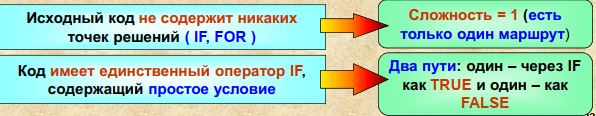 Исходный код не содержит никаких
точек решений ( IF, FOR )
Сложность = 1 (есть
только один маршрут)
Код имеет единственный оператор IF,
содержащий простое условие
Два пути: один – через IF
как TRUE и один – как
FALSE